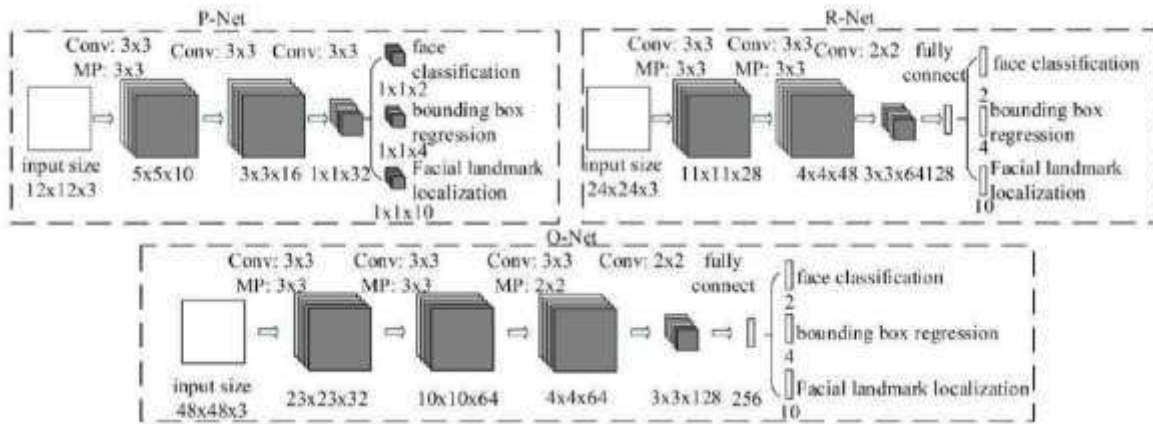 P-Net
Conv: 3x3 Conv: 3x3 Conv: 3x3
MP: 3x3
face
classification
1x1x2
bounding box
regression
1x1x4
Facial landmark
localization
1x1x10
input size
12x12x3
5x5x10
3x3x16
1x1x32
R-Net
Conv: 3x3 Conv: 3x3 Conv: 2x2 fully
MP: 3x3 MP: 3x3 connect
face classification
2
bounding box
regression
4
Facial landmark
localization
10
input size
24x24x3
11x11x28
4x4x48
3x3x64
128
O-Net
Conv: 3x3 Conv: 3x3 Conv: 3x3 Conv: 2x2 fully
MP: 3x3 MP: 3x3 MP: 2x2 connect
face classification
2
bounding box regression
4
Facial landmark localization
10
input size
48x48x3
23x23x32
10x10x64
4x4x64
3x3x128
256